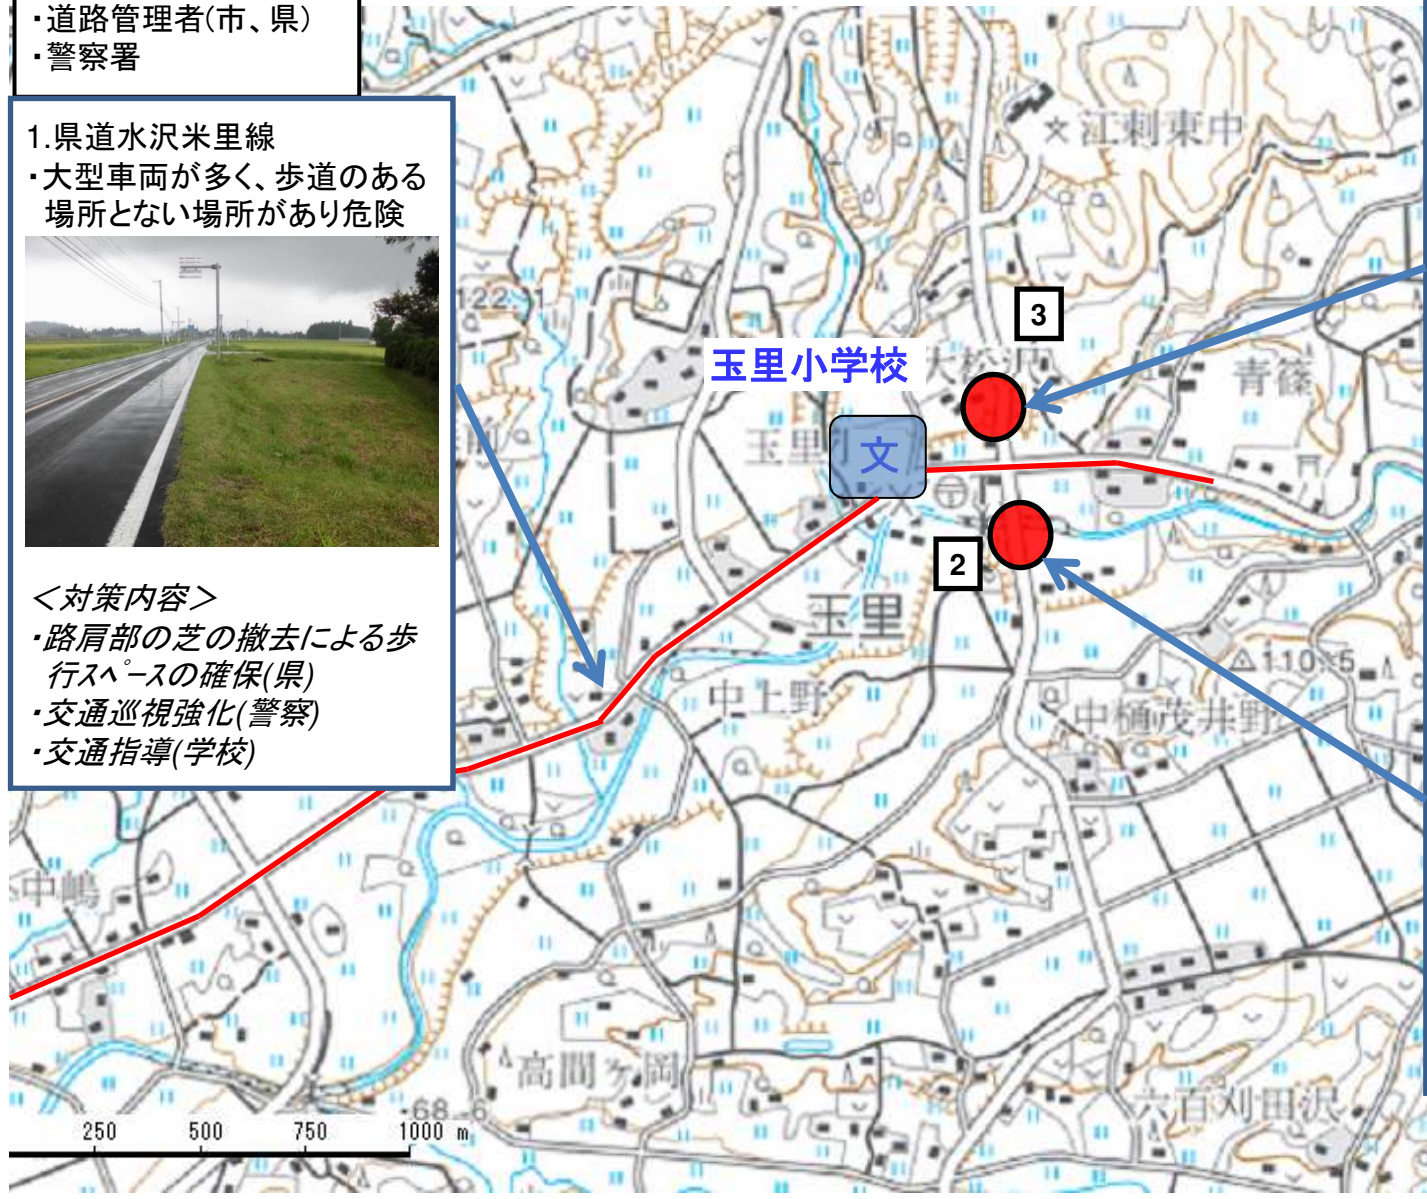 ・道路管理者(市、県)
・警察署
1.県道水沢米里線
・大型車両が多く、歩道のある
場所とない場所があり危険
＜対策内容＞
・路肩部の芝の撤去による歩
行ｽﾍﾟｰｽの確保(県)
・交通巡視強化(警察)
・交通指導(学校)
江刺東中
3
玉里小学校
大松沢
青篠
文
2
玉里
△110.5
中上野
中樋茂井野
中嶋
高間ヶ岡
68.6
六百刈田沢
250 500 750 1000 m